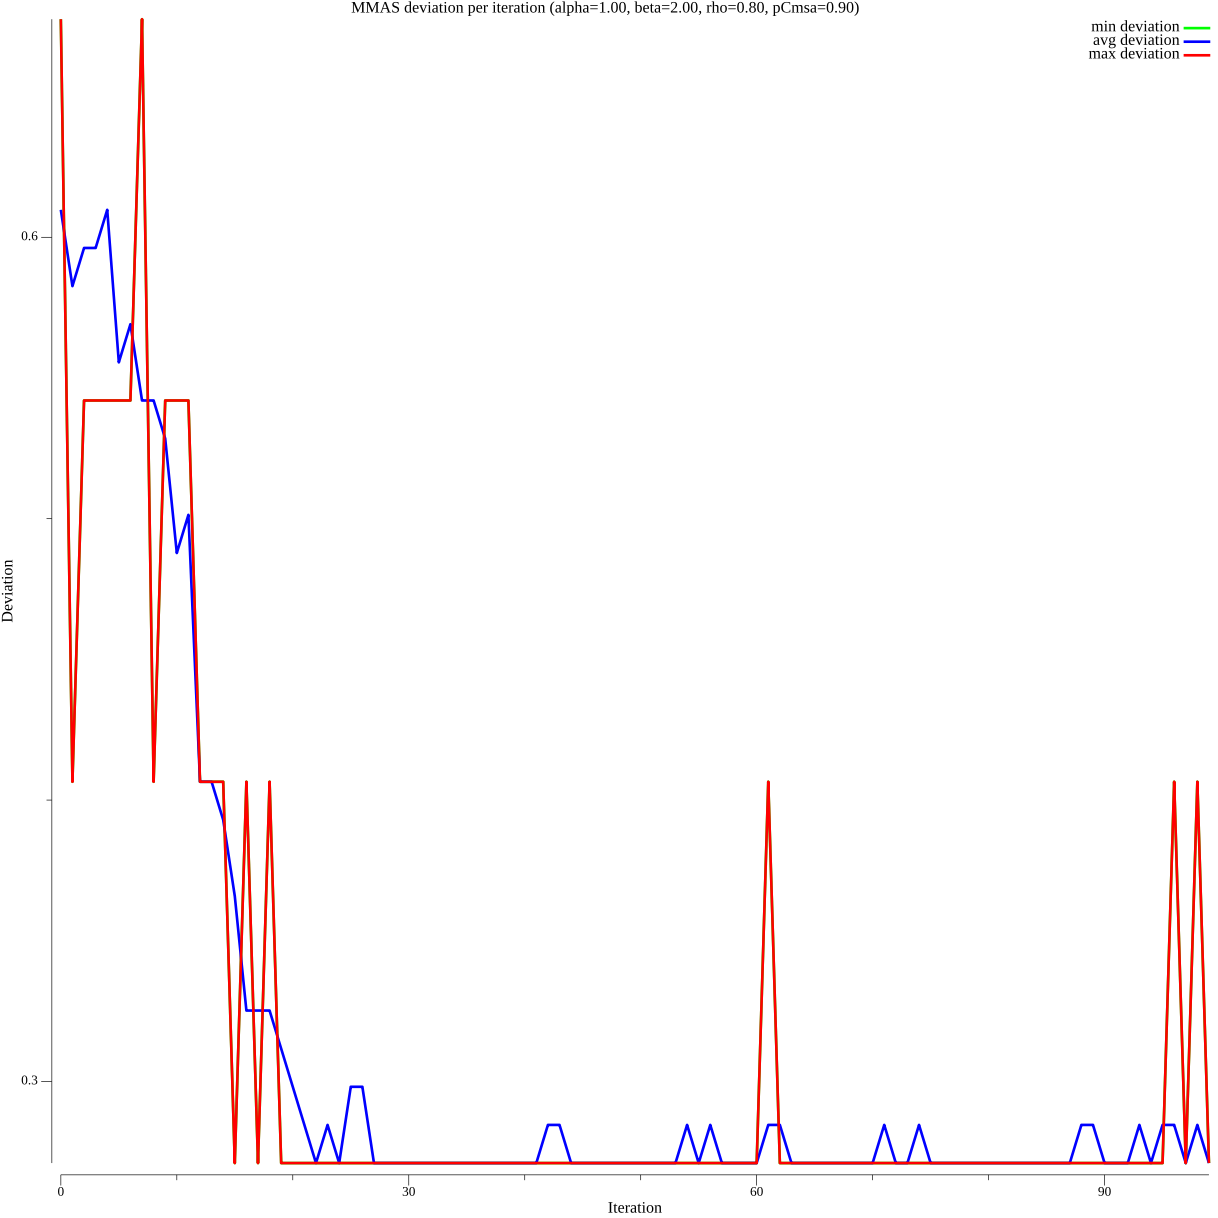 MMAS deviation per iteration (alpha=1.00, beta=2.00, rho=0.80, pCmsa=0.90)
min deviation
avg deviation
max deviation
0.6
Deviation
0.3
0 30 60 90
Iteration